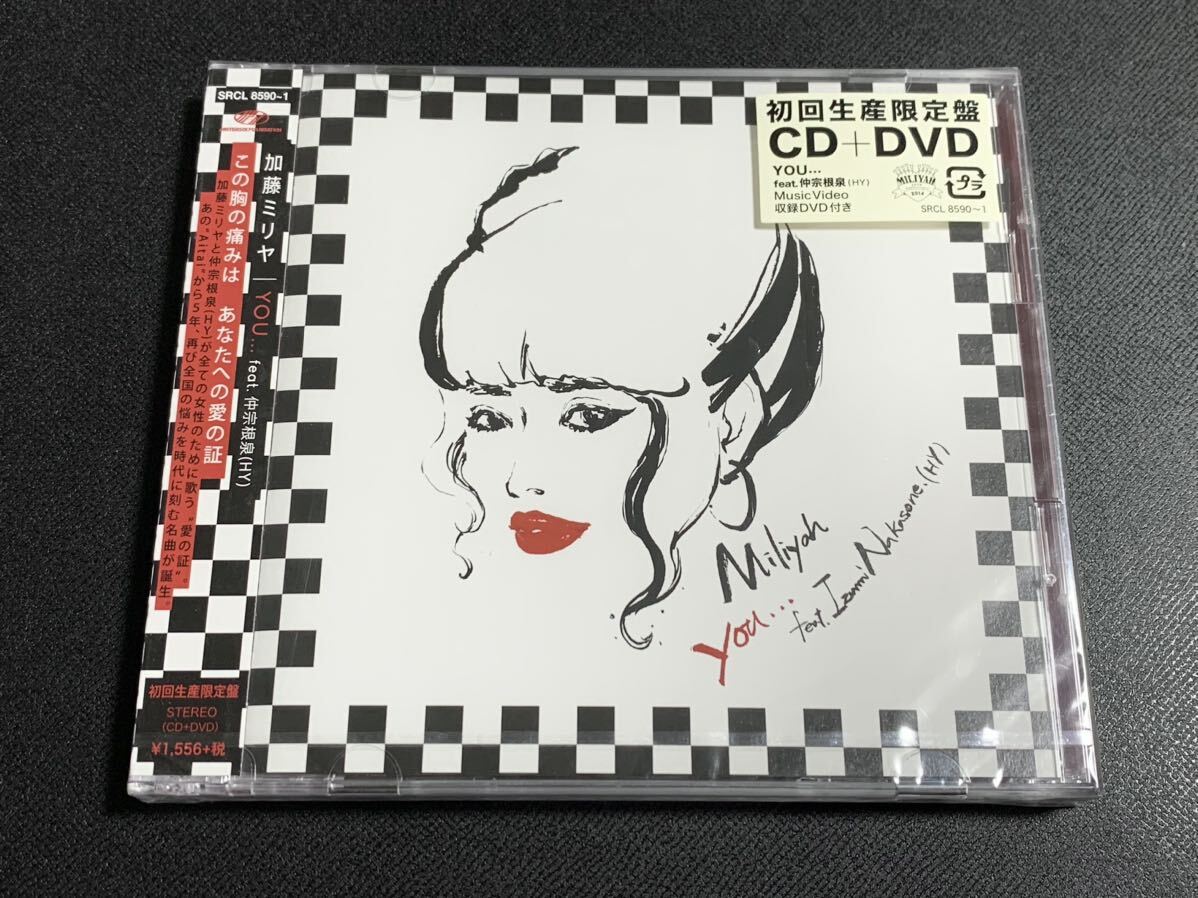 SRCL 8590~1
MASTERSIX FOUNDATION
加藤ミリヤ｜YOU… feat. 仲宗根泉(HY)
この胸の痛みは あなたへの愛の証
加藤ミリヤと仲宗根泉(HY)が全ての女性のために歌う"愛の証"。
あの"Aitai"から5年、再び全国の悩みを時代に刻む名曲が誕生。
初回生産限定盤
STEREO
(CD+DVD)
¥1,556+税
初回生産限定盤
CD+DVD
YOU…
feat.仲宗根泉(HY)
Music Video
収録DVD付き
MILIYAH
2014
プラ
SRCL 8590~1
Miliyah
You...
feat. Izumi Nakasone.(HY)